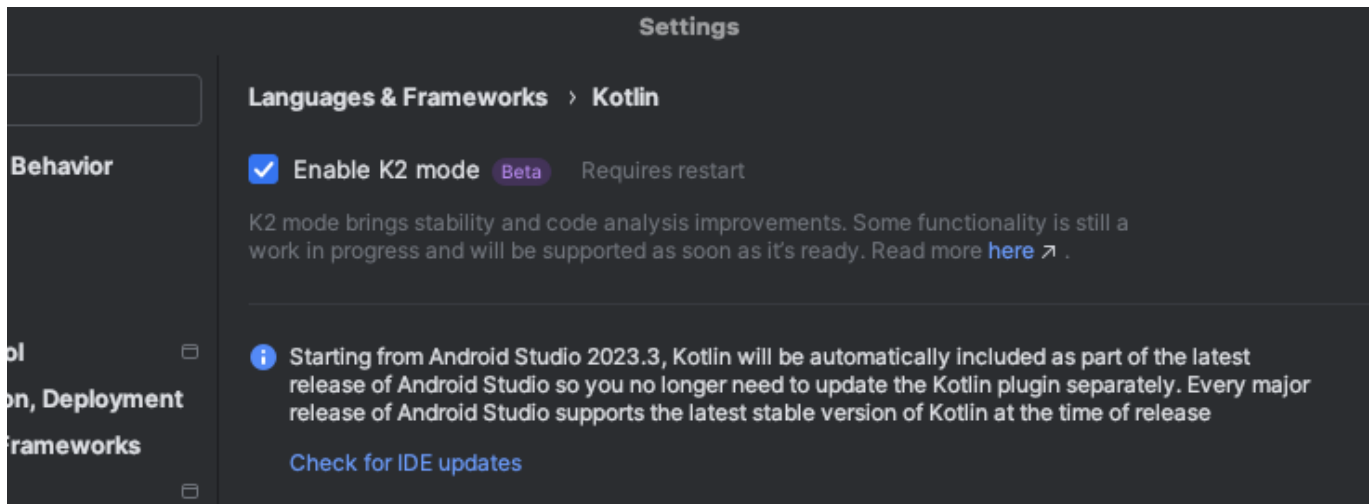 Settings
Languages & Frameworks › Kotlin
Behavior
Enable K2 mode Beta Requires restart
K2 mode brings stability and code analysis improvements. Some functionality is still a
work in progress and will be supported as soon as it's ready. Read more here ↗ .
ol
Starting from Android Studio 2023.3, Kotlin will be automatically included as part of the latest
release of Android Studio so you no longer need to update the Kotlin plugin separately. Every major
on, Deployment
release of Android Studio supports the latest stable version of Kotlin at the time of release
Frameworks
Check for IDE updates